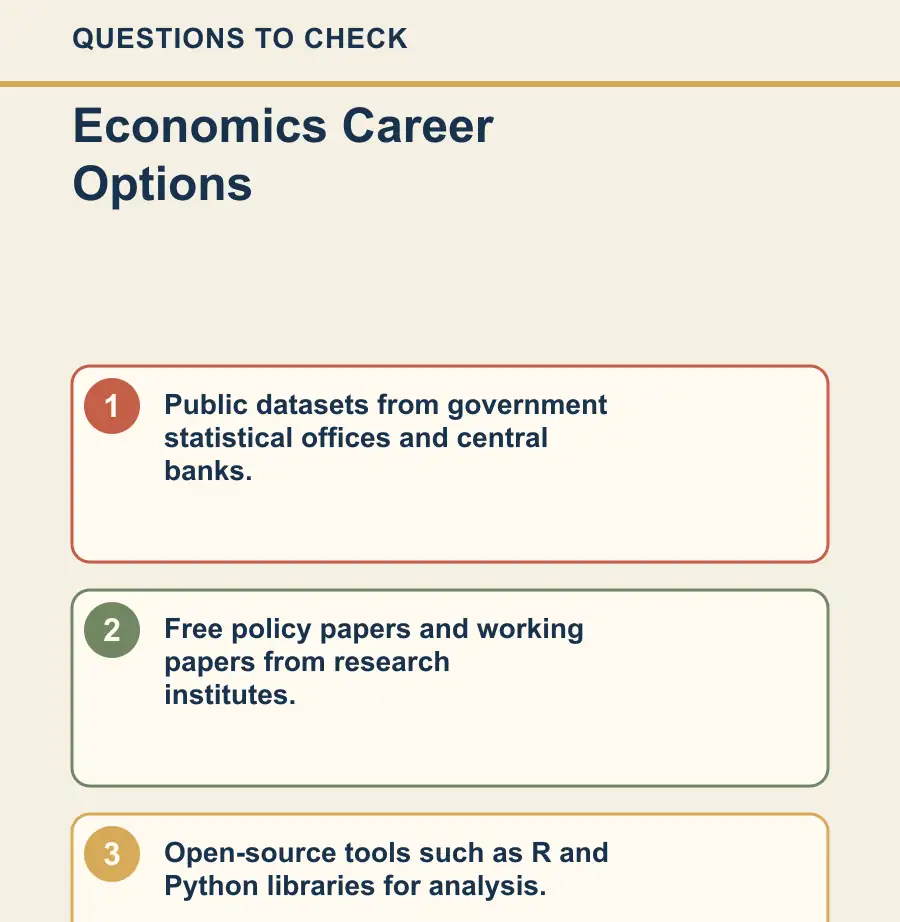 QUESTIONS TO CHECK
Economics Career
Options
1
Public datasets from government
statistical offices and central
banks.
2
Free policy papers and working
papers from research
institutes.
3
Open-source tools such as R and
Python libraries for analysis.